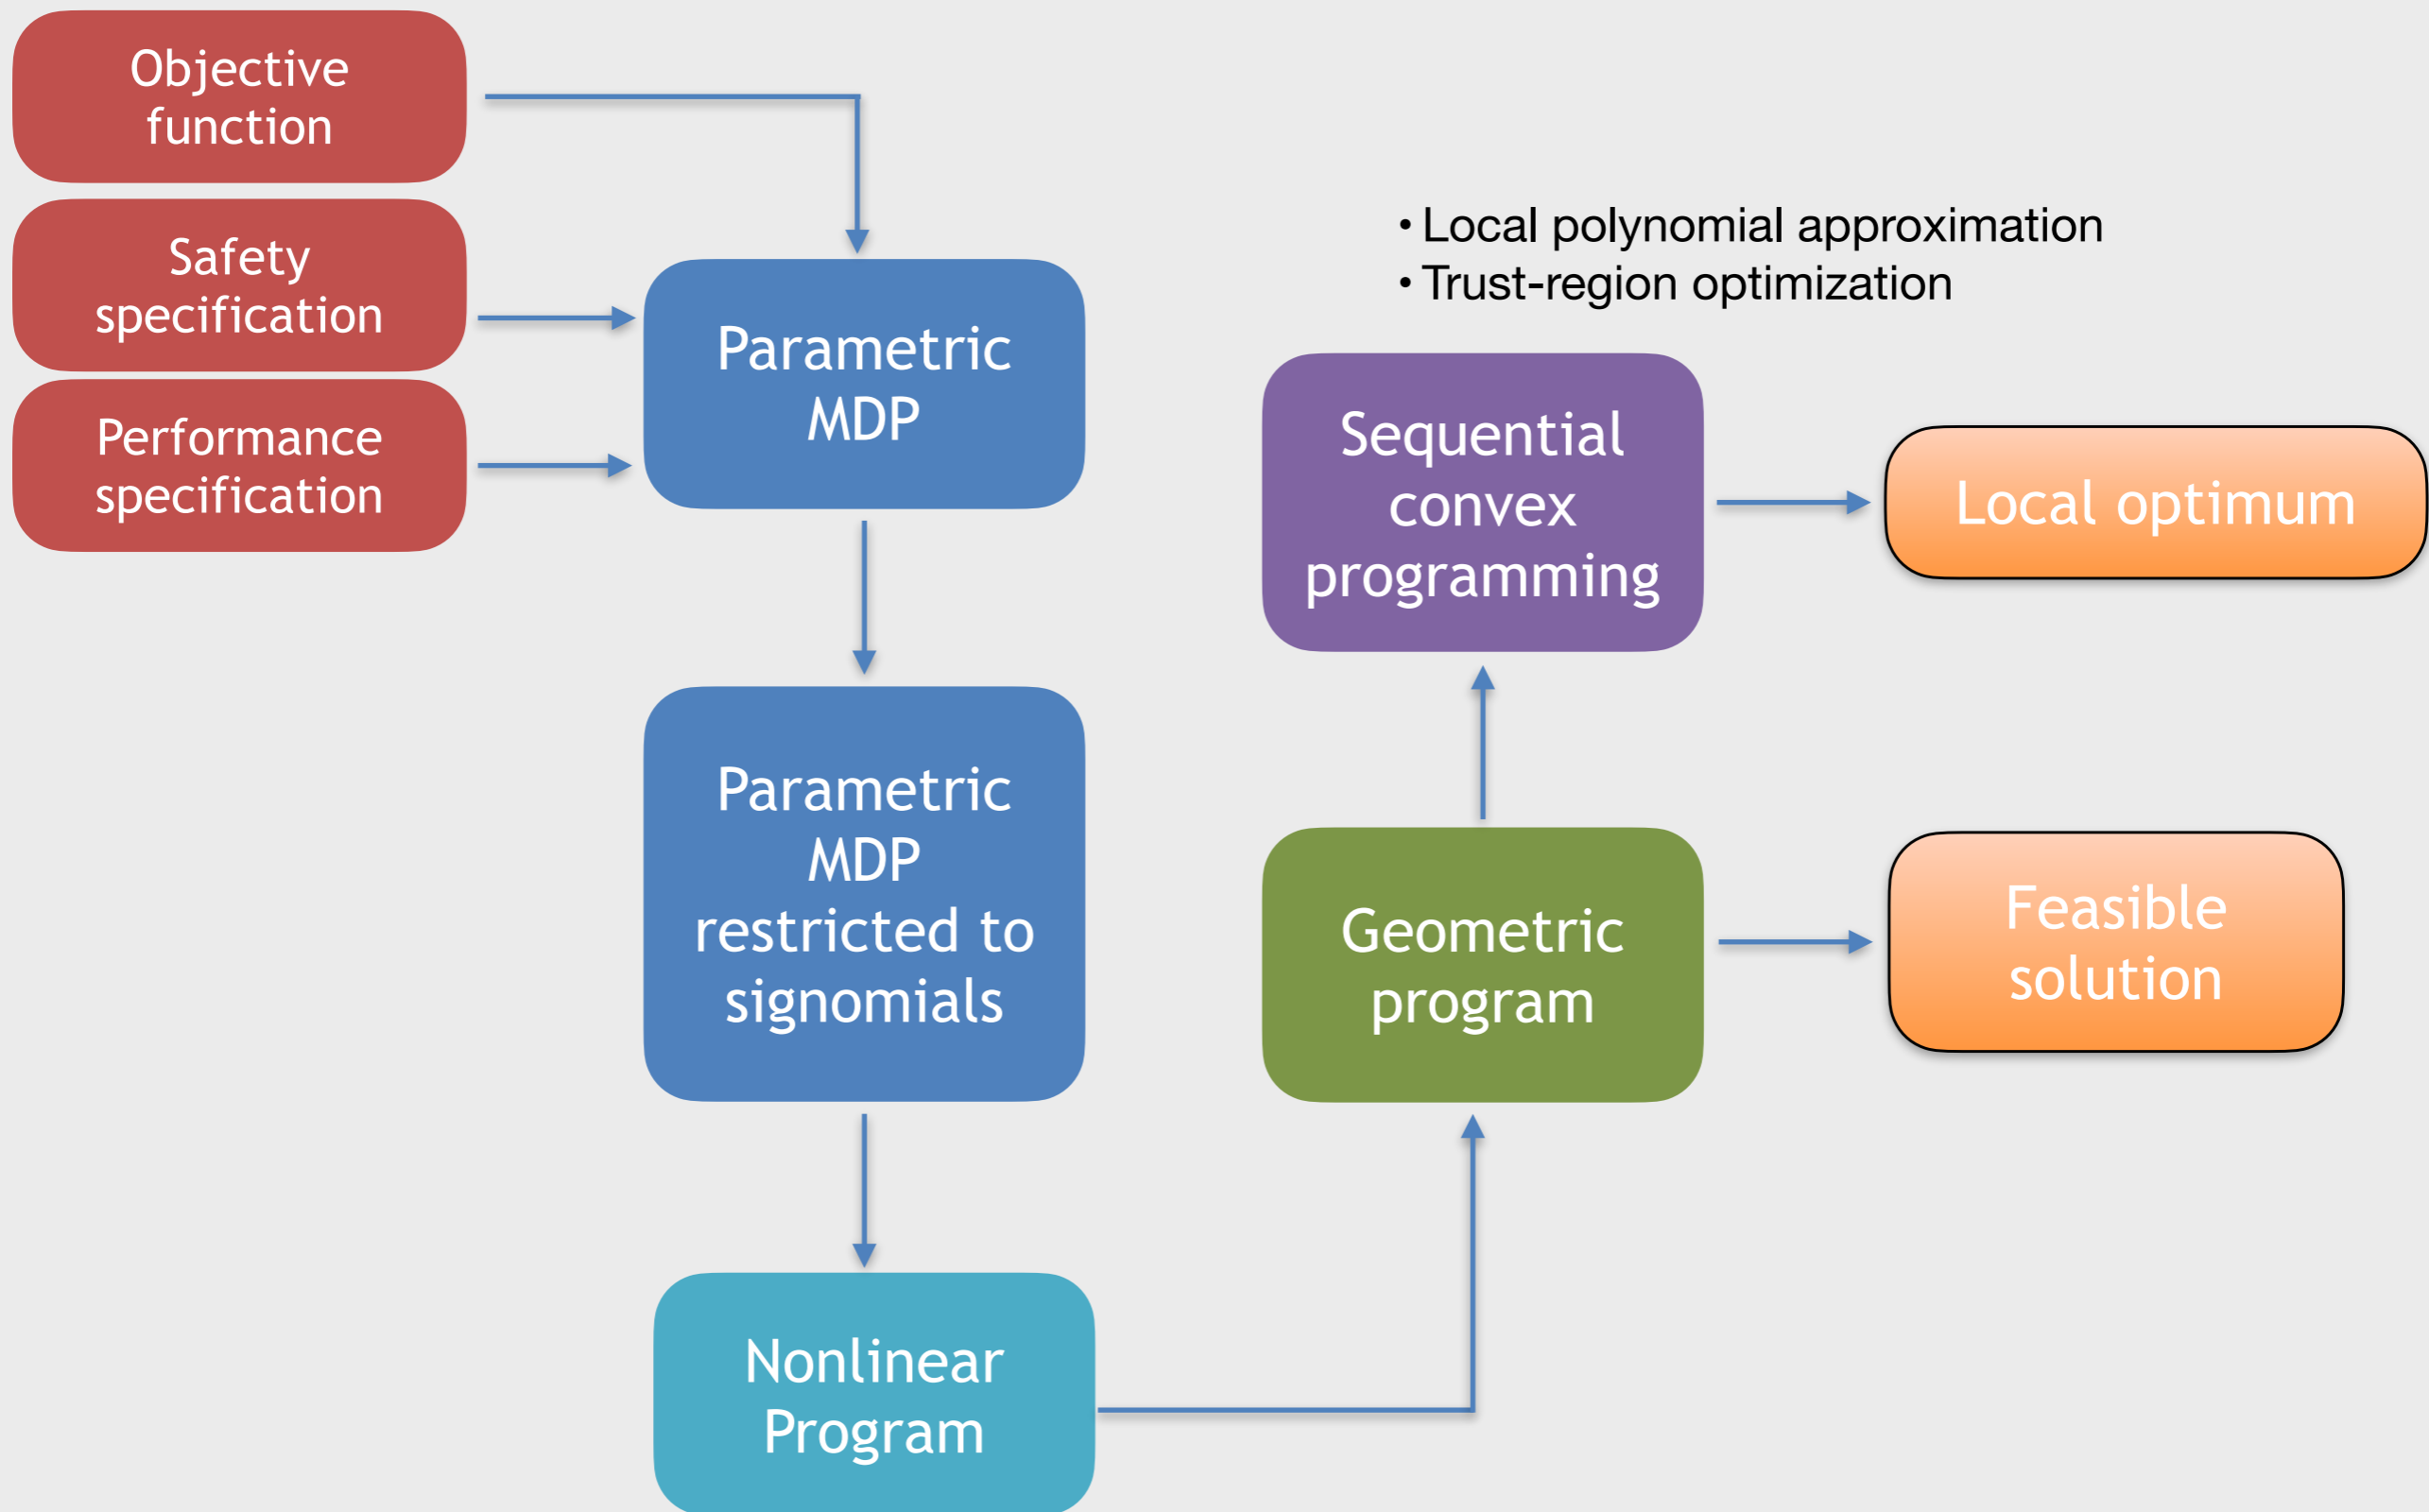 Objective
function
Safety
specification
Performance
specification
Parametric
MDP
Parametric
MDP
restricted to
signomials
Nonlinear
Program
• Local polynomial approximation
• Trust-region optimization
Sequential
convex
programming
Local optimum
Geometric
program
Feasible
solution